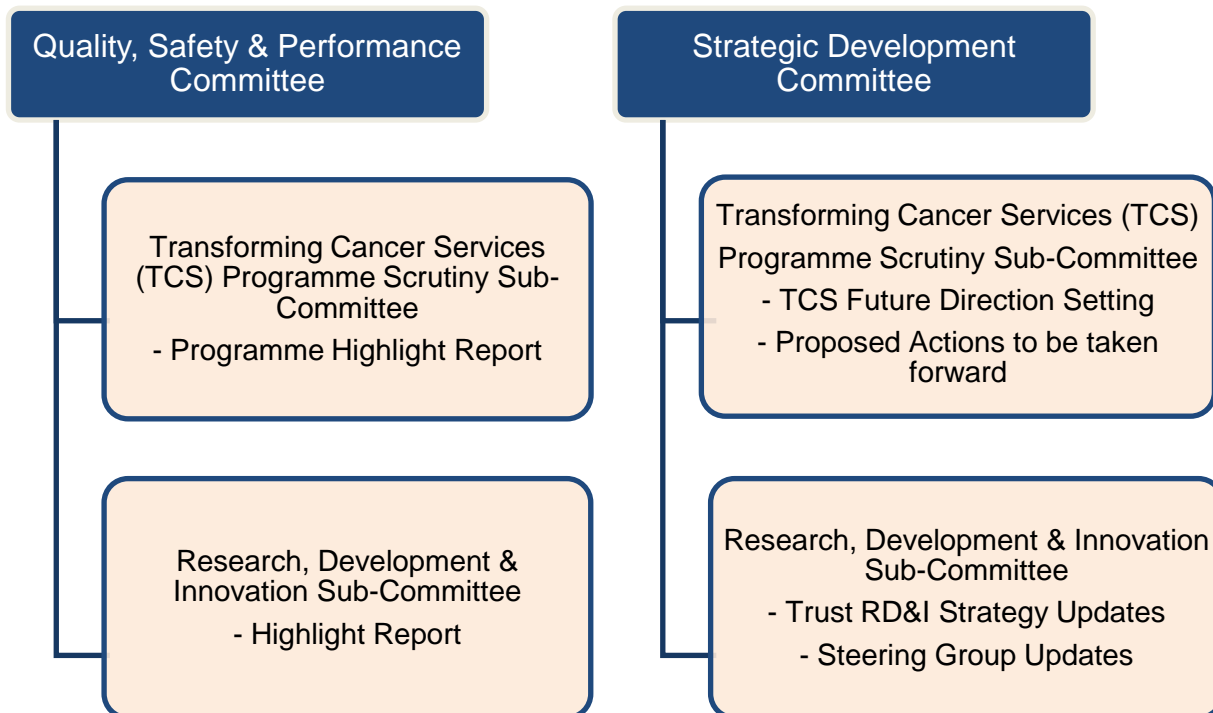 Quality, Safety & Performance
Committee
Transforming Cancer Services
(TCS) Programme Scrutiny Sub-
Committee
- Programme Highlight Report
Research, Development &
Innovation Sub-Committee
- Highlight Report
Strategic Development
Committee
Transforming Cancer Services (TCS)
Programme Scrutiny Sub-Committee
- TCS Future Direction Setting
- Proposed Actions to be taken
forward
Research, Development & Innovation
Sub-Committee
- Trust RD&I Strategy Updates
- Steering Group Updates